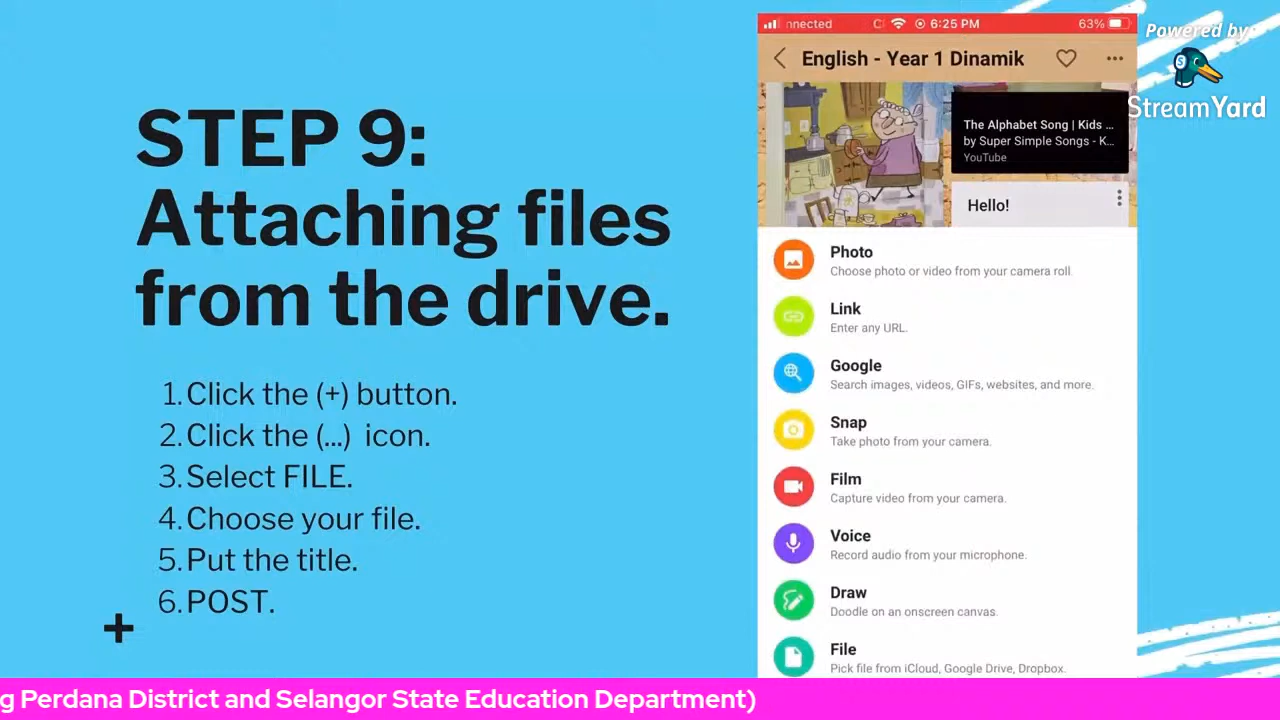 STEP 9:
Attaching files
from the drive.
1. Click the (+) button.
2. Click the (...) icon.
3. Select FILE.
4. Choose your file.
5. Put the title.
6. POST.
+
6:25 PM
63%
English - Year 1 Dinamik
The Alphabet Song | Kids ...
by Super Simple Songs - K...
YouTube
Hello!
Photo
Choose photo or video from your camera roll.
Link
Enter any URL.
Google
Search images, videos, GIFs, websites, and more.
Snap
Take photo from your camera.
Film
Capture video from your camera.
Voice
Record audio from your microphone.
Draw
Doodle on an onscreen canvas.
File
Pick file from iCloud, Google Drive, Dropbox.
Powered by
StreamYard
g Perdana District and Selangor State Education Department)